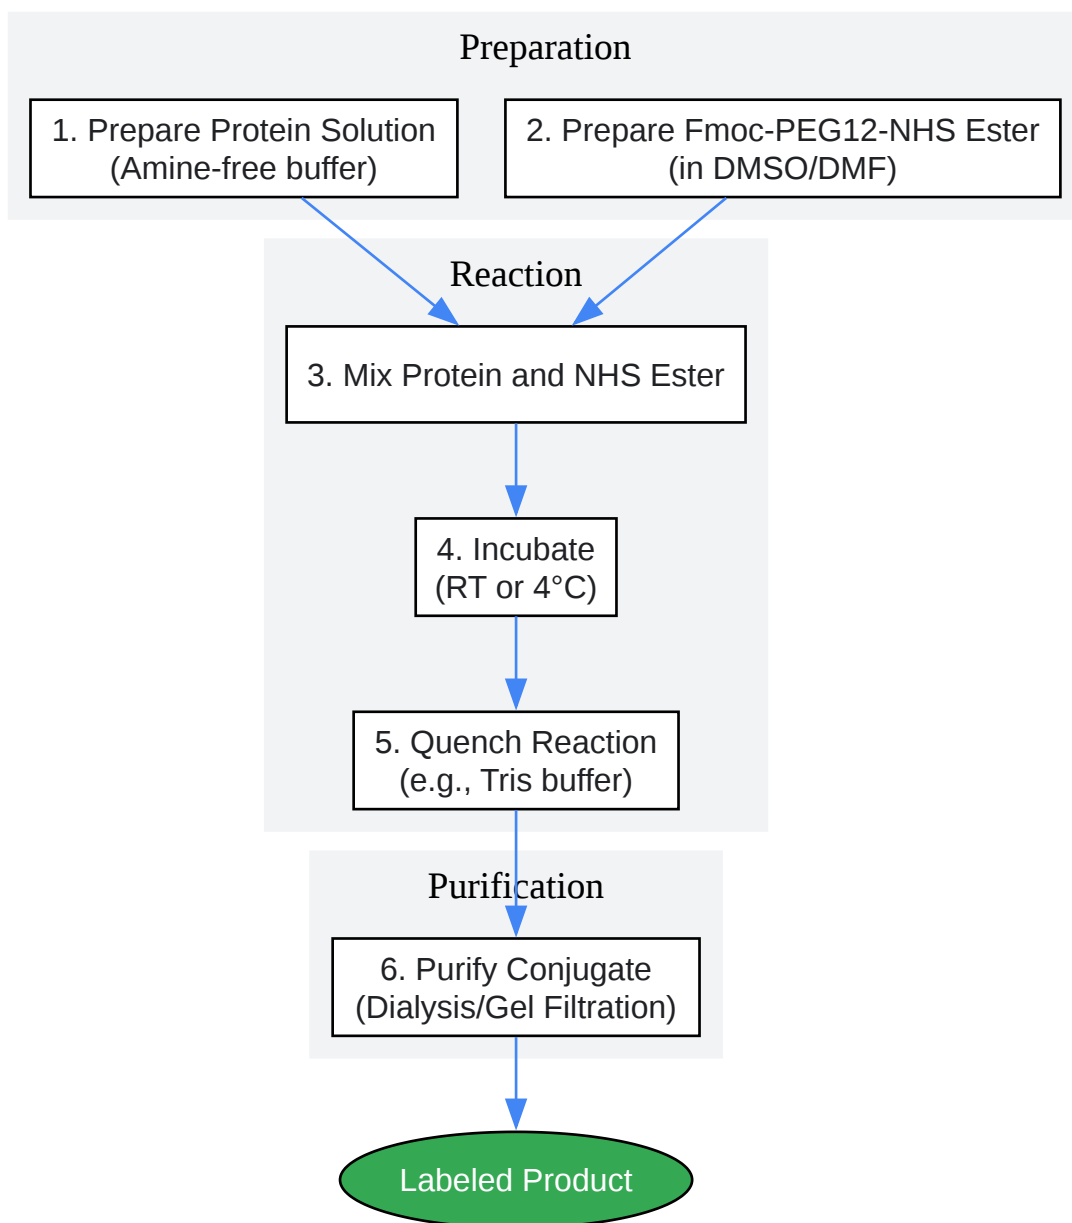 Preparation
1. Prepare Protein Solution
(Amine-free buffer)
2. Prepare Fmoc-PEG12-NHS Ester
(in DMSO/DMF)
Reaction
3. Mix Protein and NHS Ester
4. Incubate
(RT or 4°C)
5. Quench Reaction
(e.g., Tris buffer)
Purification
6. Purify Conjugate
(Dialysis/Gel Filtration)
Labeled Product